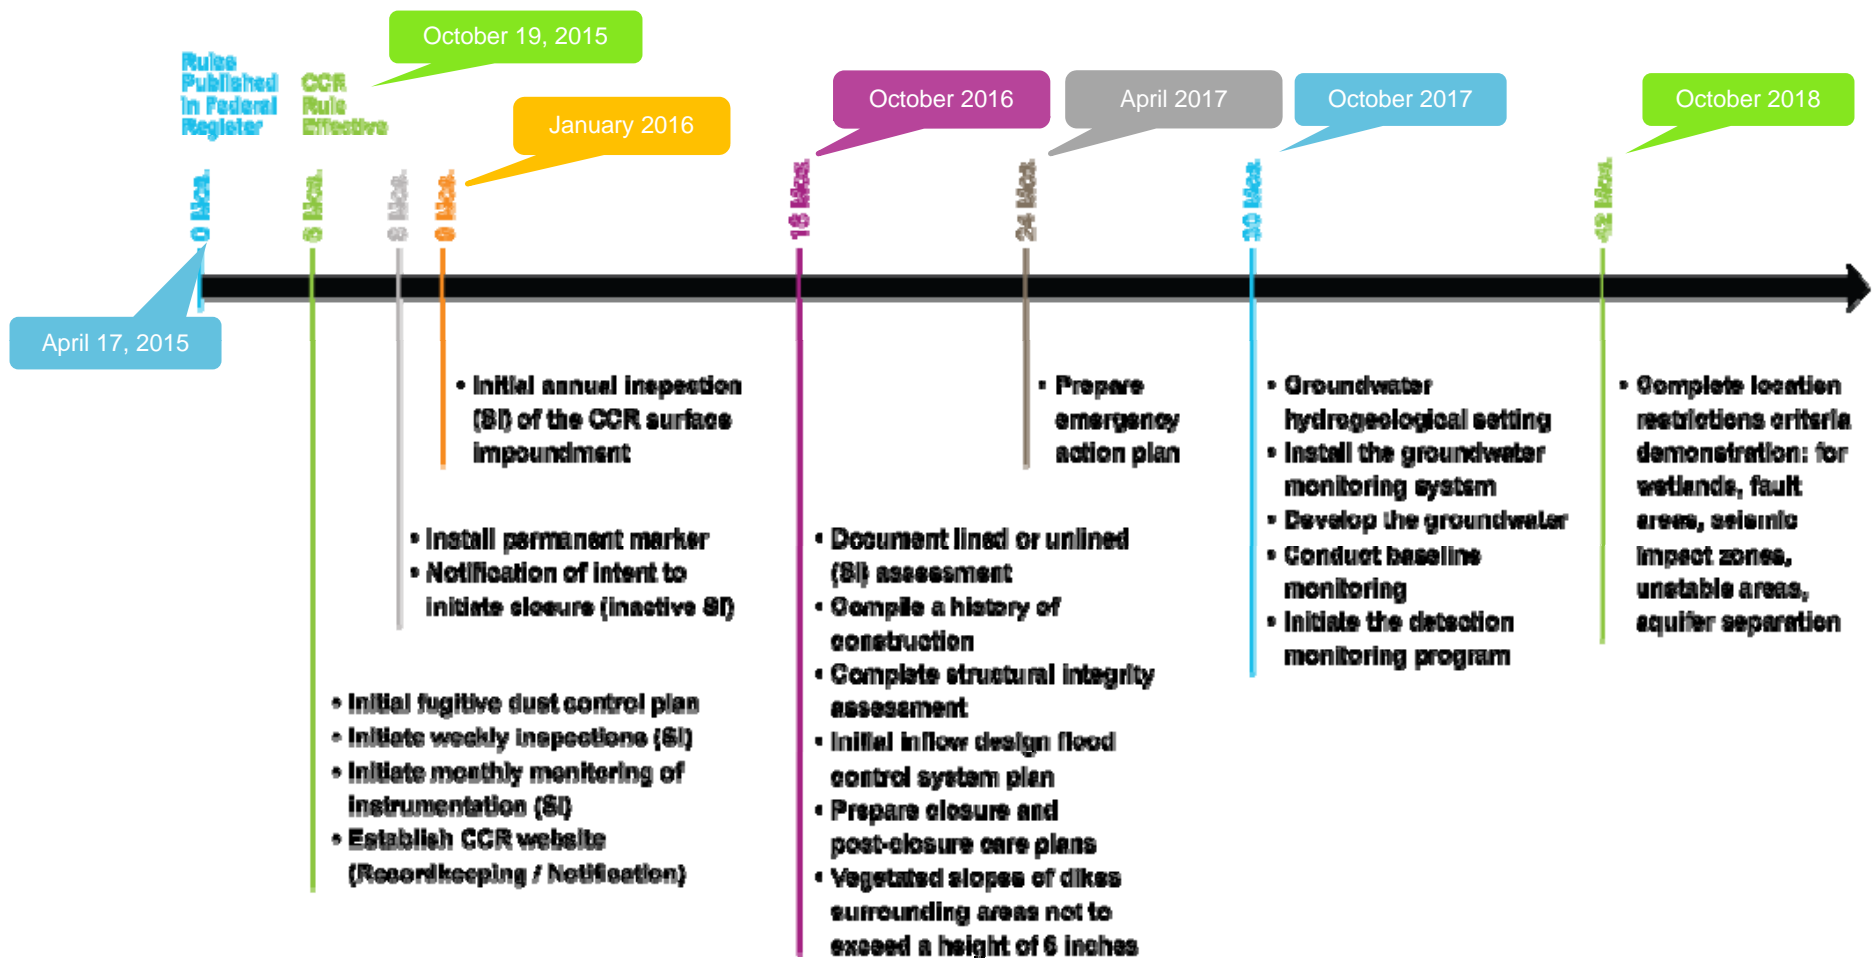 October 19, 2015
Rules
Published
in Federal
Register
CCR
Rule
Effective
January 2016
October 2016
April 2017
October 2017
October 2018
0 Mos.
6 Mos.
8 Mos.
9 Mos.
18 Mos.
24 Mos.
30 Mos.
42 Mos.
April 17, 2015
• Initial annual inspection
(SI) of the CCR surface
impoundment
• Install permanent marker
• Notification of intent to
initiate closure (inactive SI)
• Initial fugitive dust control plan
• Initiate weekly inspections (SI)
• Initiate monthly monitoring of
instrumentation (SI)
• Establish CCR website
(Recordkeeping / Notification)
• Document lined or unlined
(SI) assessment
• Compile a history of
construction
• Complete structural integrity
assessment
• Initial inflow design flood
control system plan
• Prepare closure and
post-closure care plans
• Vegetated slopes of dikes
surrounding areas not to
exceed a height of 6 inches
• Prepare
emergency
action plan
• Groundwater
hydrogeological setting
• Install the groundwater
monitoring system
• Develop the groundwater
• Conduct baseline
monitoring
• Initiate the detection
monitoring program
• Complete location
restrictions criteria
demonstration: for
wetlands, fault
areas, seismic
impact zones,
unstable areas,
aquifer separation